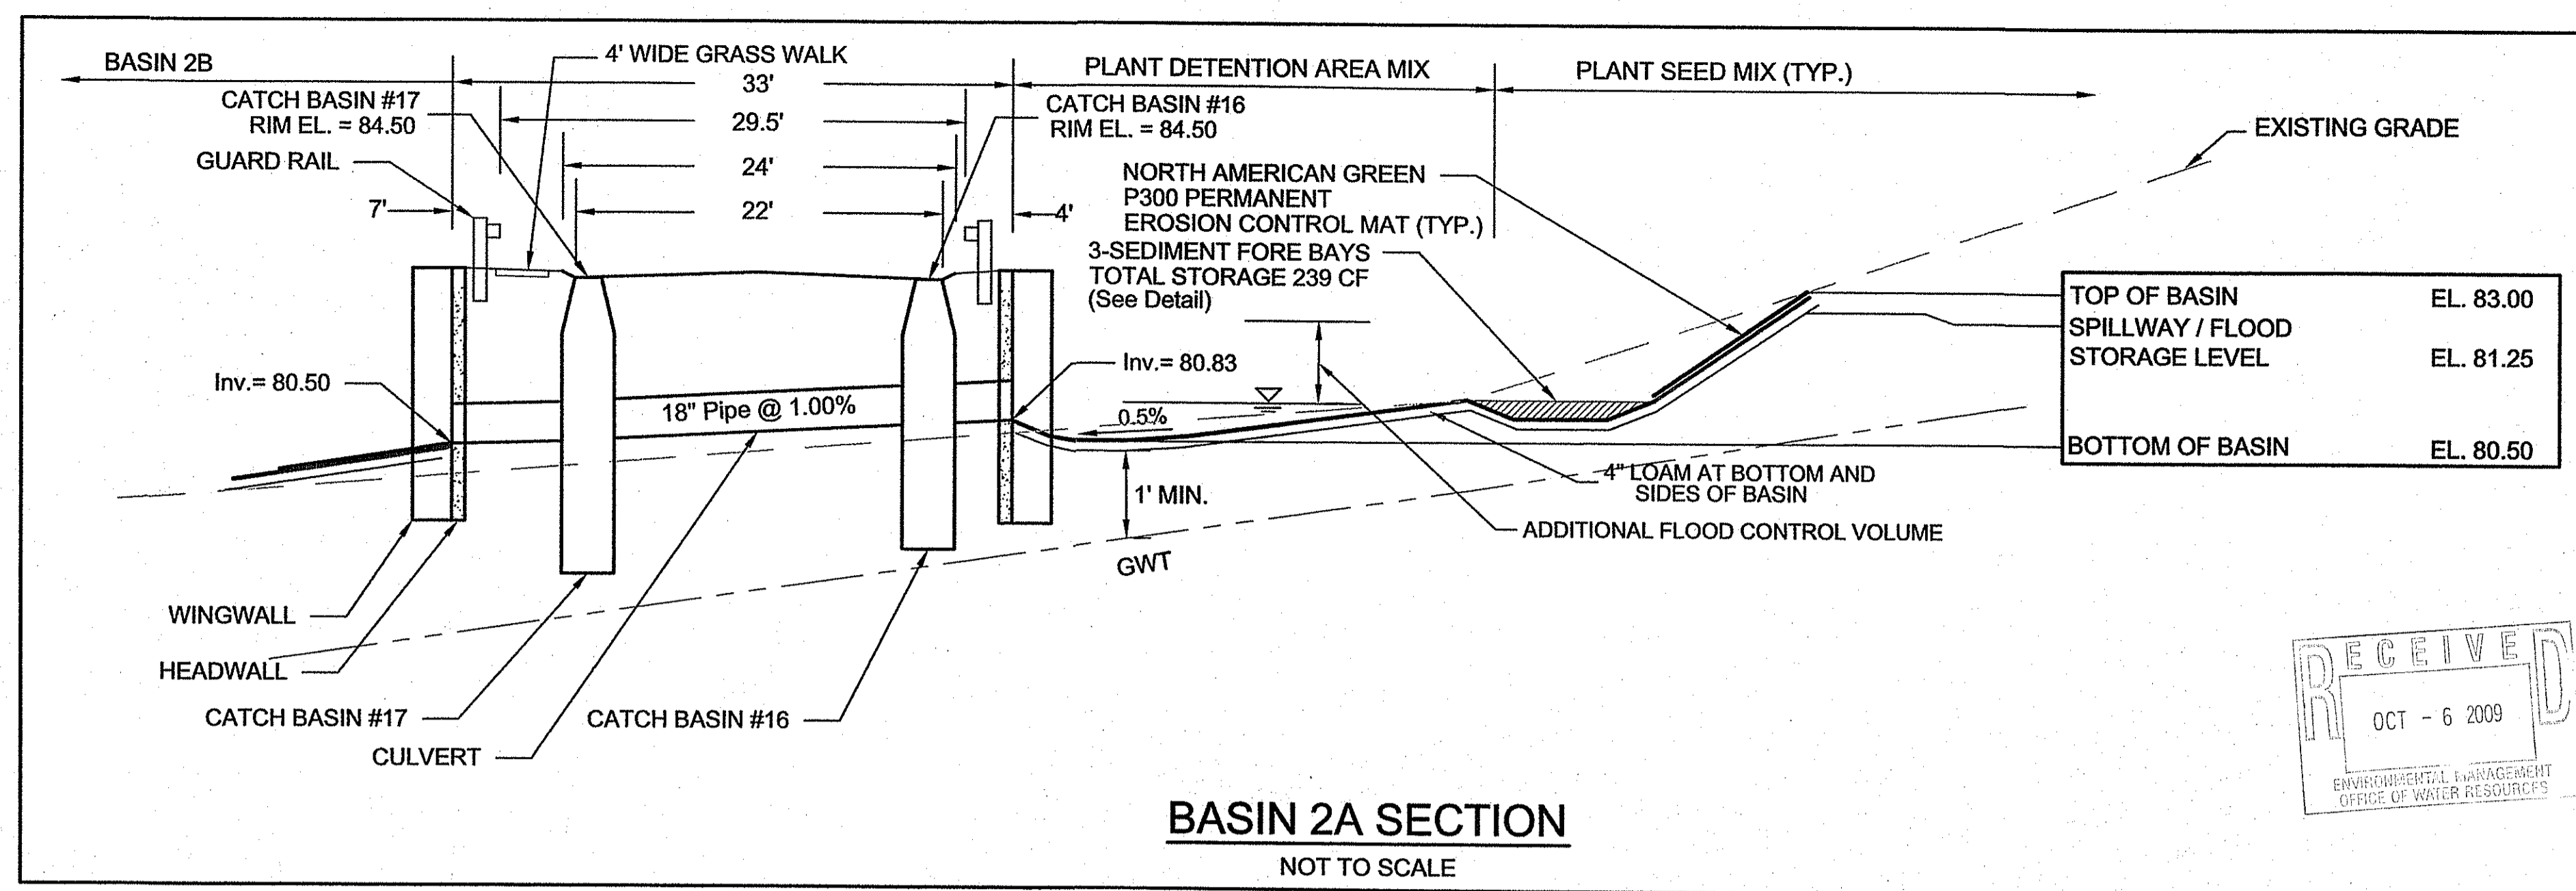 BASIN 2B
4' WIDE GRASS WALK
33'
PLANT DETENTION AREA MIX
PLANT SEED MIX (TYP.)
CATCH BASIN #17
RIM EL. = 84.50
29.5'
CATCH BASIN #16
RIM EL. = 84.50
EXISTING GRADE
GUARD RAIL
24'
NORTH AMERICAN GREEN
P300 PERMANENT
EROSION CONTROL MAT (TYP.)
7'
22'
4'
3-SEDIMENT FORE BAYS
TOTAL STORAGE 239 CF
(See Detail)
TOP OF BASIN EL. 83.00
SPILLWAY / FLOOD
STORAGE LEVEL EL. 81.25
BOTTOM OF BASIN EL. 80.50
Inv.= 80.50
Inv.= 80.83
18" Pipe @ 1.00%
0.5%
1' MIN.
4" LOAM AT BOTTOM AND
SIDES OF BASIN
ADDITIONAL FLOOD CONTROL VOLUME
GWT
WINGWALL
HEADWALL
CATCH BASIN #17
CATCH BASIN #16
CULVERT
RECEIVED
OCT - 6 2009
ENVIRONMENTAL MANAGEMENT
OFFICE OF WATER RESOURCES
BASIN 2A SECTION
NOT TO SCALE